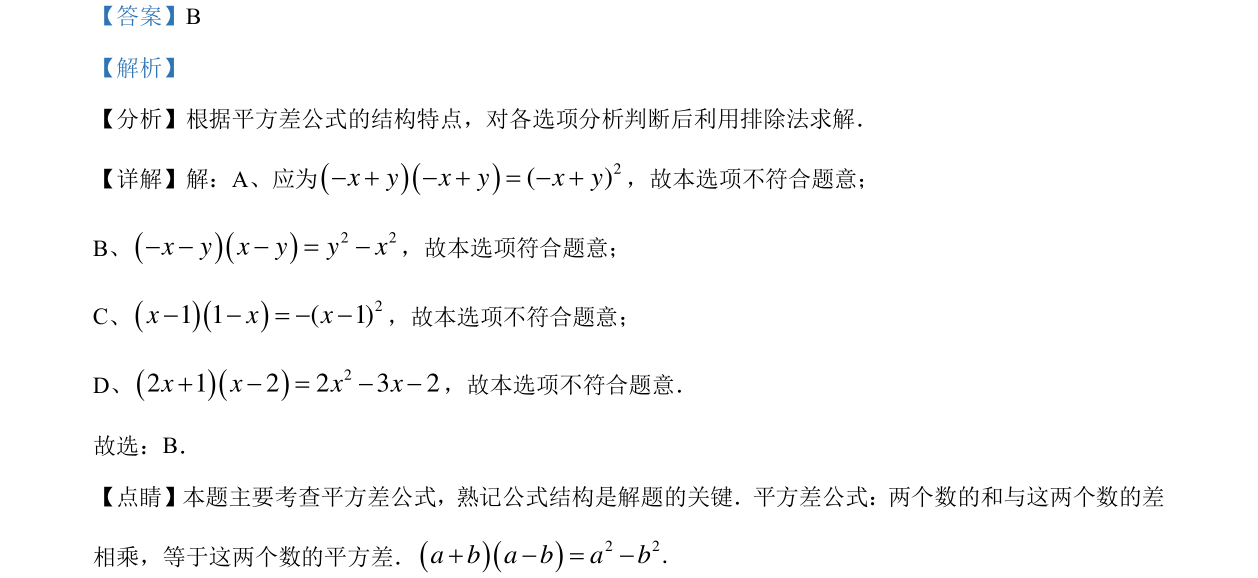 【答案】B
【解析】
【分析】根据平方差公式的结构特点，对各选项分析判断后利用排除法求解．
【详解】解：A、应为(−x+y)(−x+y)=(−x+y)²，故本选项不符合题意；
B、(−x−y)(x−y)=y²−x²，故本选项符合题意；
C、(x−1)(1−x)=−(x−1)²，故本选项不符合题意；
D、(2x+1)(x−2)=2x²−3x−2，故本选项不符合题意．
故选：B．
【点睛】本题主要考查平方差公式，熟记公式结构是解题的关键．平方差公式：两个数的和与这两个数的差
相乘，等于这两个数的平方差．(a+b)(a−b)=a²−b²．